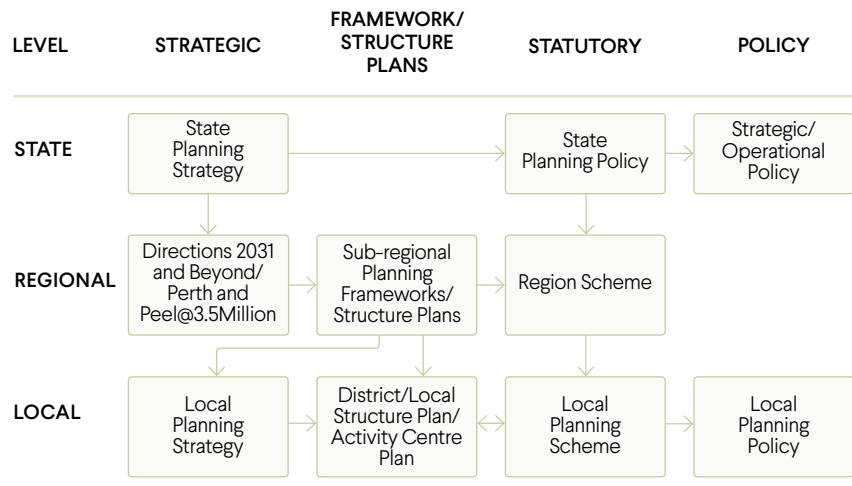 LEVEL
STRATEGIC
FRAMEWORK/
STRUCTURE
PLANS
STATUTORY
POLICY
STATE
State
Planning
Strategy
State
Planning Policy
Strategic/
Operational
Policy
REGIONAL
Directions 2031
and Beyond/
Perth and
Peel@3.5Million
Sub-regional
Planning
Frameworks/
Structure Plans
Region Scheme
LOCAL
Local
Planning
Strategy
District/Local
Structure Plan/
Activity Centre
Plan
Local
Planning
Scheme
Local
Planning
Policy